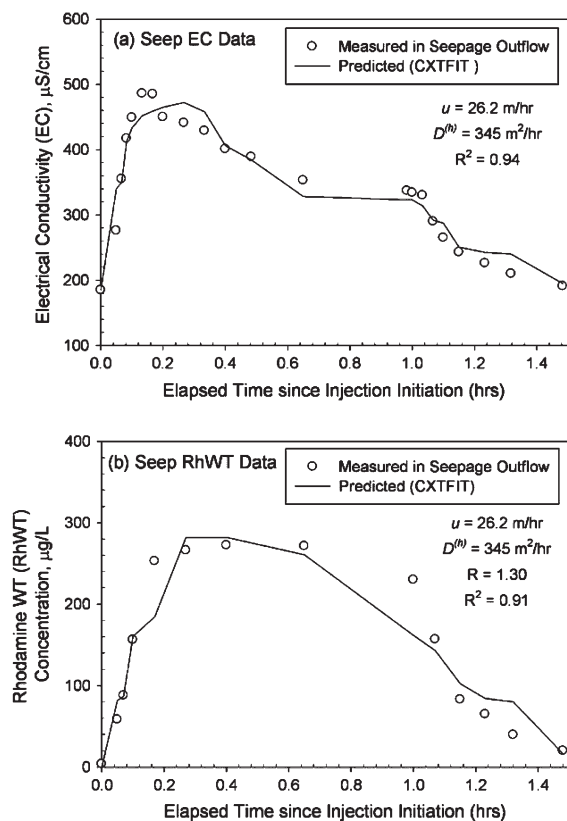 600
(a) Seep EC Data
Measured in Seepage Outflow
Predicted (CXTFIT )
500
u = 26.2 m/hr
D(h) = 345 m²/hr
R² = 0.94
400
300
200
100
Electrical Conductivity (EC), µS/cm
0.0 0.2 0.4 0.6 0.8 1.0 1.2 1.4
Elapsed Time since Injection Initiation (hrs)
400
(b) Seep RhWT Data
Measured in Seepage Outflow
Predicted (CXTFIT)
300
u = 26.2 m/hr
D(h) = 345 m²/hr
R = 1.30
R² = 0.91
200
100
0
Rhodamine WT (RhWT)
Concentration, µg/L
0.0 0.2 0.4 0.6 0.8 1.0 1.2 1.4
Elapsed Time since Injection Initiation (hrs)